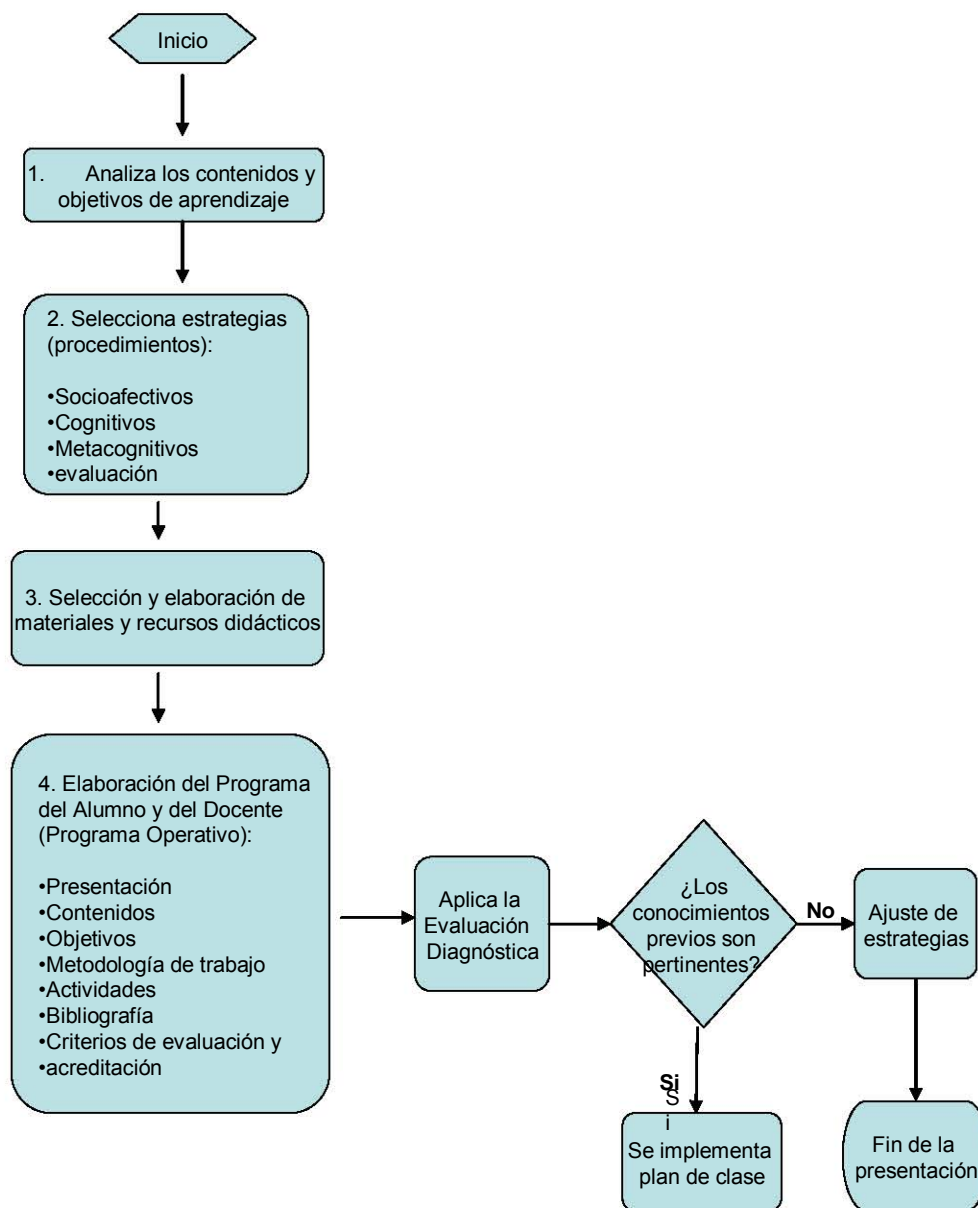 Inicio
1. Analiza los contenidos y
objetivos de aprendizaje
2. Selecciona estrategias
(procedimientos):
•Socioafectivos
•Cognitivos
•Metacognitivos
•evaluación
3. Selección y elaboración de
materiales y recursos didácticos
4. Elaboración del Programa
del Alumno y del Docente
(Programa Operativo):
•Presentación
•Contenidos
•Objetivos
•Metodología de trabajo
•Actividades
•Bibliografía
•Criterios de evaluación y
•acreditación
Aplica la
Evaluación
Diagnóstica
¿Los
conocimientos
previos son
pertinentes?
No
Ajuste de
estrategias
Si
S
i
Se implementa
plan de clase
Fin de la
presentación